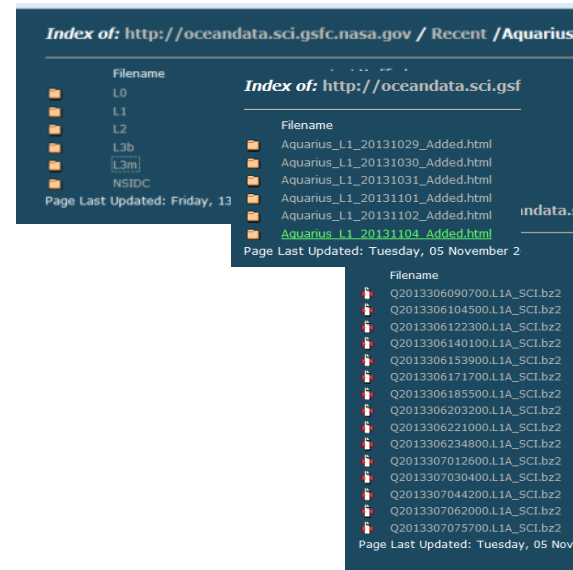 Index of: http://oceandata.sci.gsfc.nasa.gov / Recent /Aquarius
Filename
L0
L1
L2
L3b
L3m
NSIDC
Page Last Updated: Friday, 13
Index of: http://oceandata.sci.gsf
Filename
Aquarius_L1_20131029_Added.html
Aquarius_L1_20131030_Added.html
Aquarius_L1_20131031_Added.html
Aquarius_L1_20131101_Added.html
Aquarius_L1_20131102_Added.html
Aquarius_L1_20131104_Added.html
Page Last Updated: Tuesday, 05 November 2
ndata.
Filename
Q2013306090700.L1A_SCI.bz2
Q2013306104500.L1A_SCI.bz2
Q2013306122300.L1A_SCI.bz2
Q2013306140100.L1A_SCI.bz2
Q2013306153900.L1A_SCI.bz2
Q2013306171700.L1A_SCI.bz2
Q2013306185500.L1A_SCI.bz2
Q2013306203200.L1A_SCI.bz2
Q2013306221000.L1A_SCI.bz2
Q2013306234800.L1A_SCI.bz2
Q2013307012600.L1A_SCI.bz2
Q2013307030400.L1A_SCI.bz2
Q2013307044200.L1A_SCI.bz2
Q2013307062000.L1A_SCI.bz2
Q2013307075700.L1A_SCI.bz2
Page Last Updated: Tuesday, 05 Nov